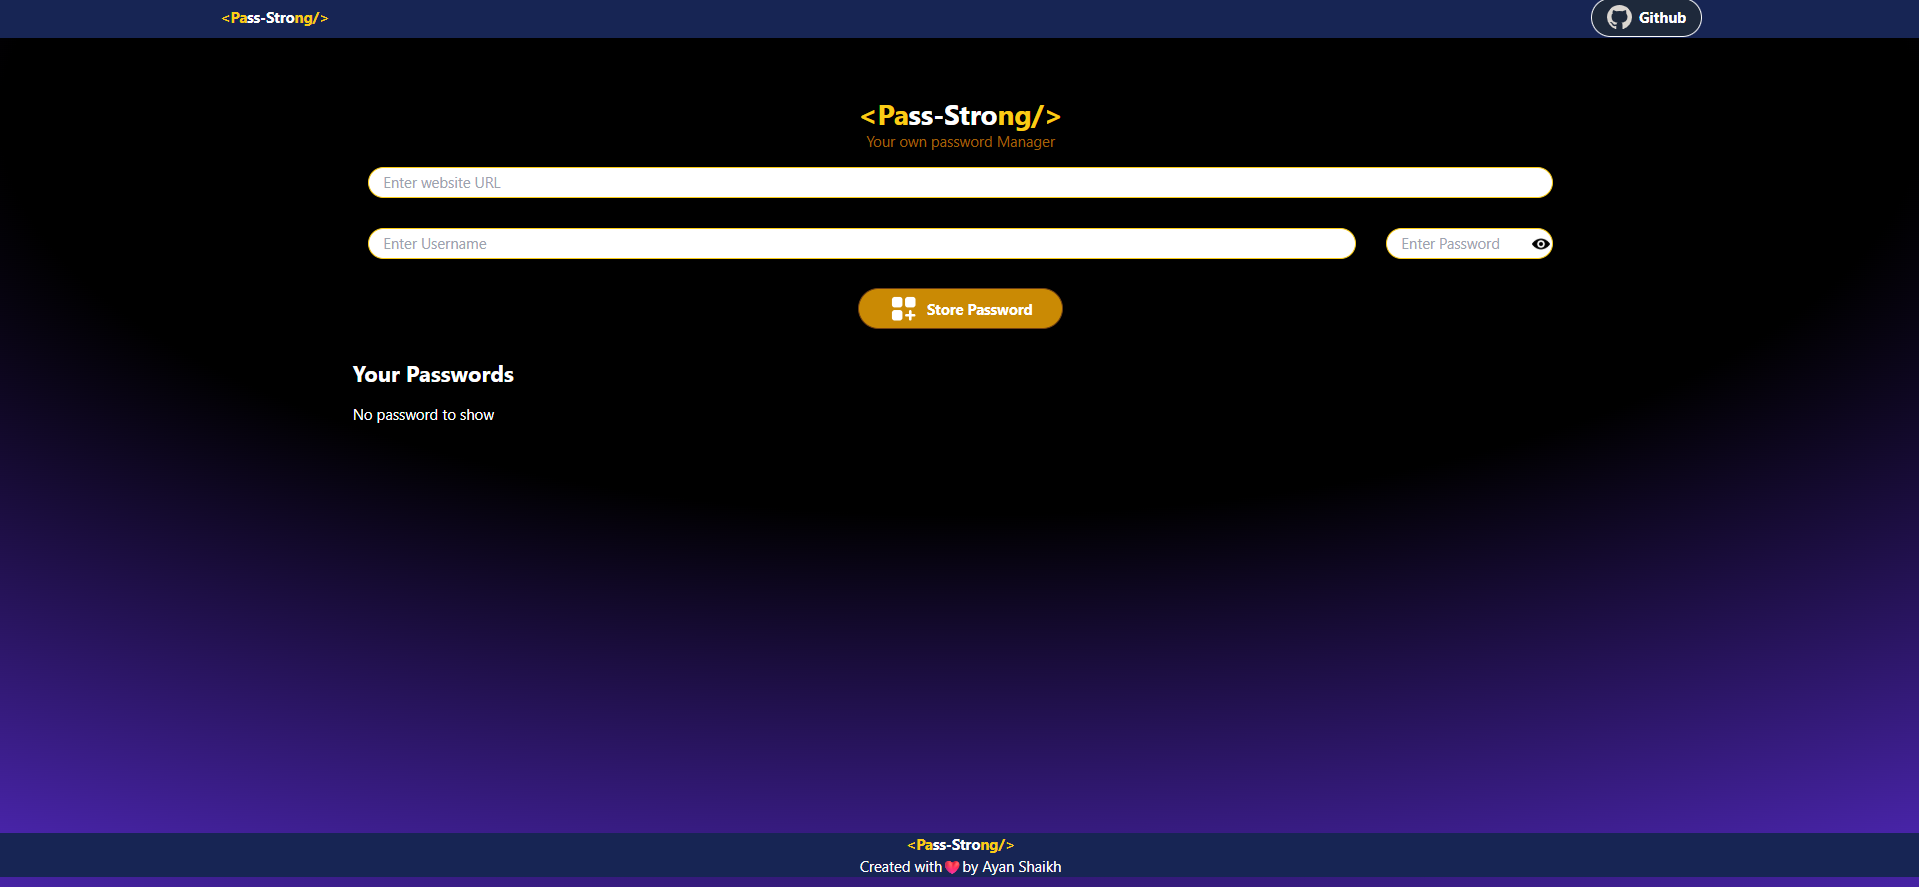 <Pass-Strong/>
Github
<Pass-Strong/>
Your own password Manager
Enter website URL
Enter Username
Enter Password
Store Password
Your Passwords
No password to show
<Pass-Strong/>
Created with💖by Ayan Shaikh